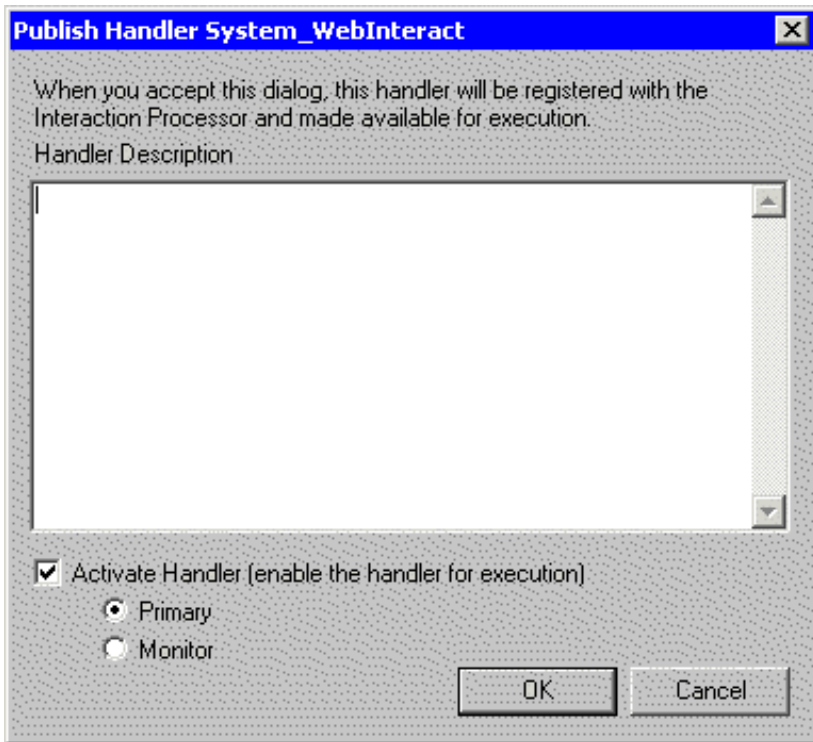 Publish Handler System_WebInteract
When you accept this dialog, this handler will be registered with the
Interaction Processor and made available for execution.
Handler Description
Activate Handler (enable the handler for execution)
Primary
Monitor
OK
Cancel